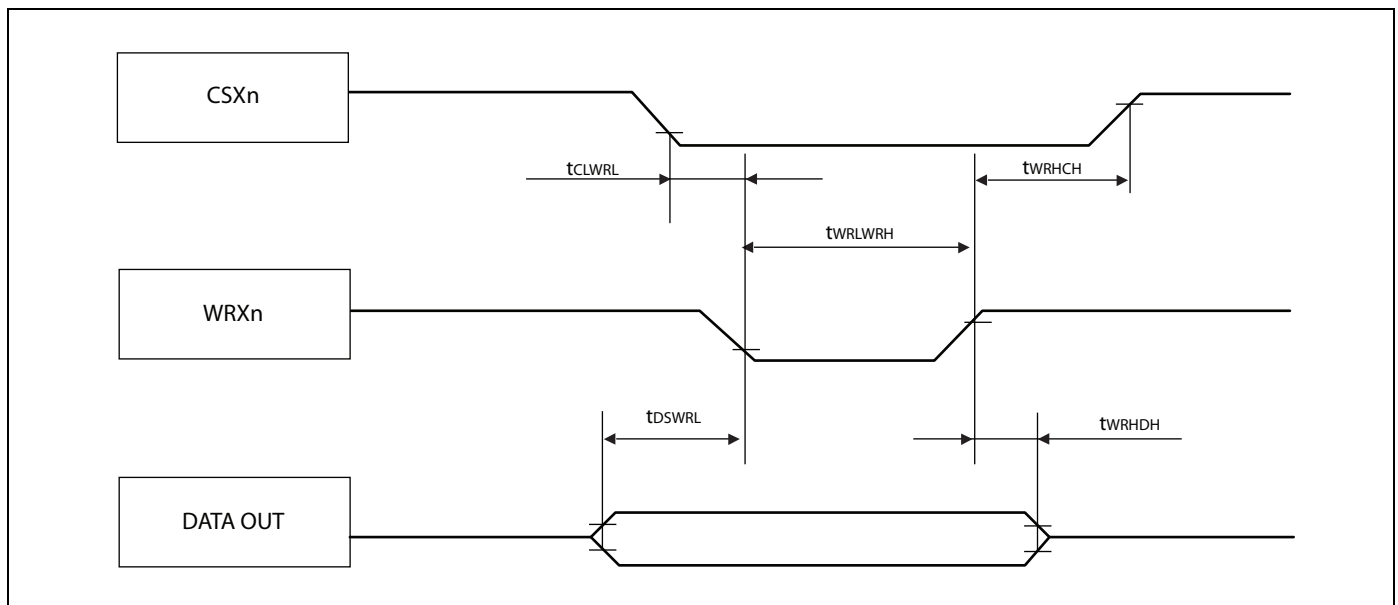 CSXn
tCLWRL
tWRHCH
tWRLWRH
WRXn
tDSWRL
tWRHDH
DATA OUT